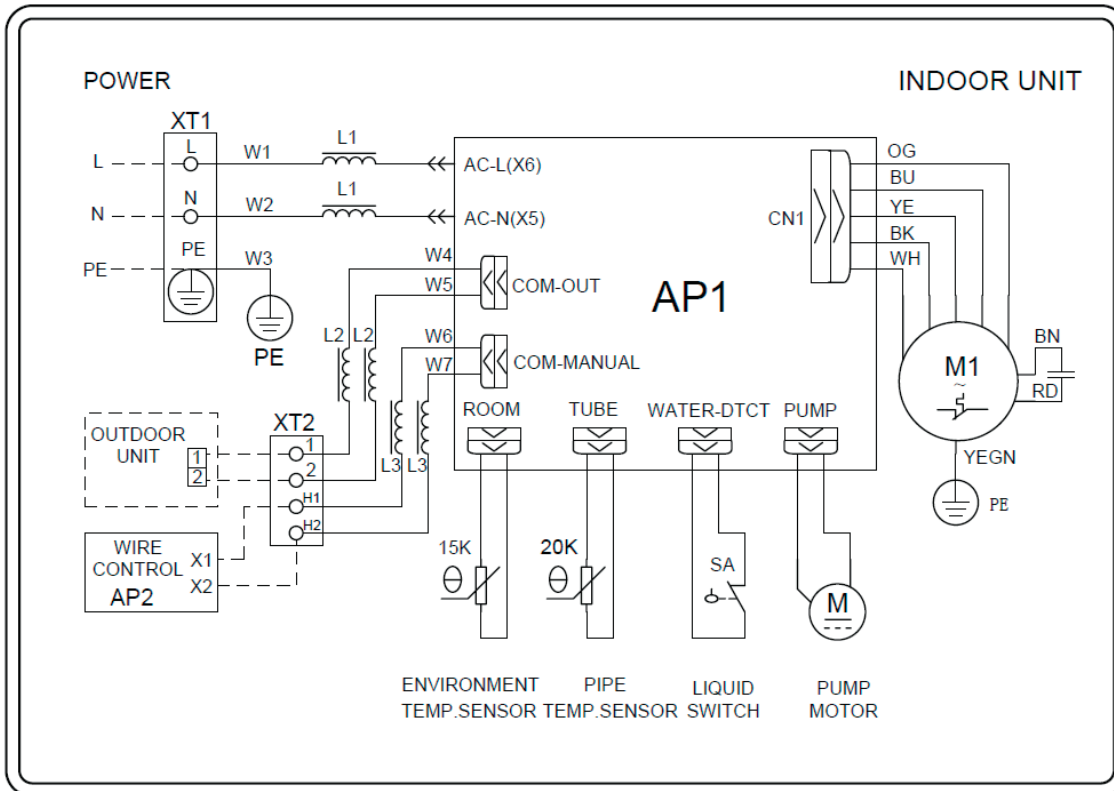 POWER
INDOOR UNIT
XT1
L
L
W1
L1
AC-L(X6)
N
N
W2
L1
AC-N(X5)
PE
PE
W3
PE
W4
W5
COM-OUT
L2 L2
W6
W7
COM-MANUAL
AP1
CN1
OG
BU
YE
BK
WH
M1
~
BN
RD
YEGN
PE
ROOM
TUBE
WATER-DTCT
PUMP
XT2
1
2
H1
H2
L3 L3
OUTDOOR
UNIT
1
2
WIRE
CONTROL
AP2
X1
X2
15K
θ
20K
θ
SA
M
ENVIRONMENT
TEMP.SENSOR
PIPE
TEMP.SENSOR
LIQUID
SWITCH
PUMP
MOTOR